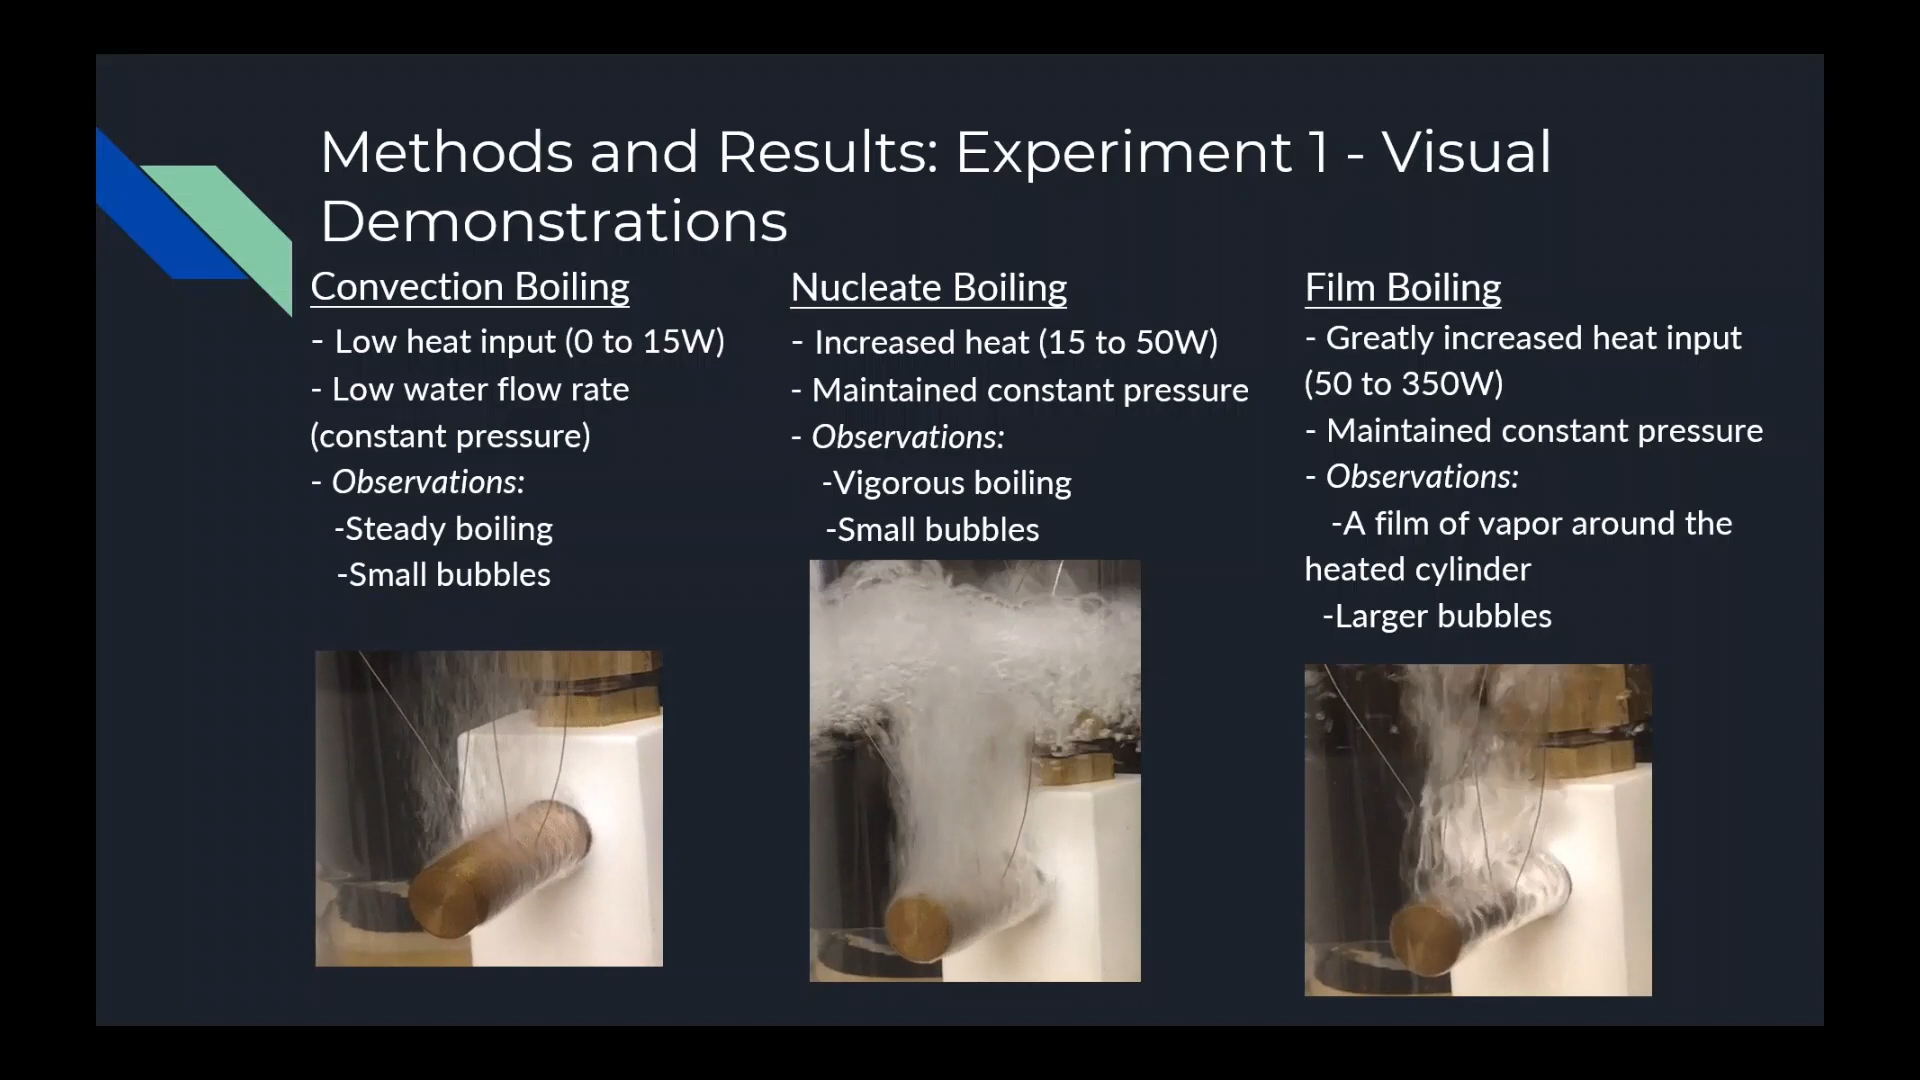 Methods and Results: Experiment 1 - Visual
Demonstrations
Convection Boiling
- Low heat input (0 to 15W)
- Low water flow rate
(constant pressure)
- Observations:
-Steady boiling
-Small bubbles
Nucleate Boiling
- Increased heat (15 to 50W)
- Maintained constant pressure
- Observations:
-Vigorous boiling
-Small bubbles
Film Boiling
- Greatly increased heat input
(50 to 350W)
- Maintained constant pressure
- Observations:
-A film of vapor around the
heated cylinder
-Larger bubbles